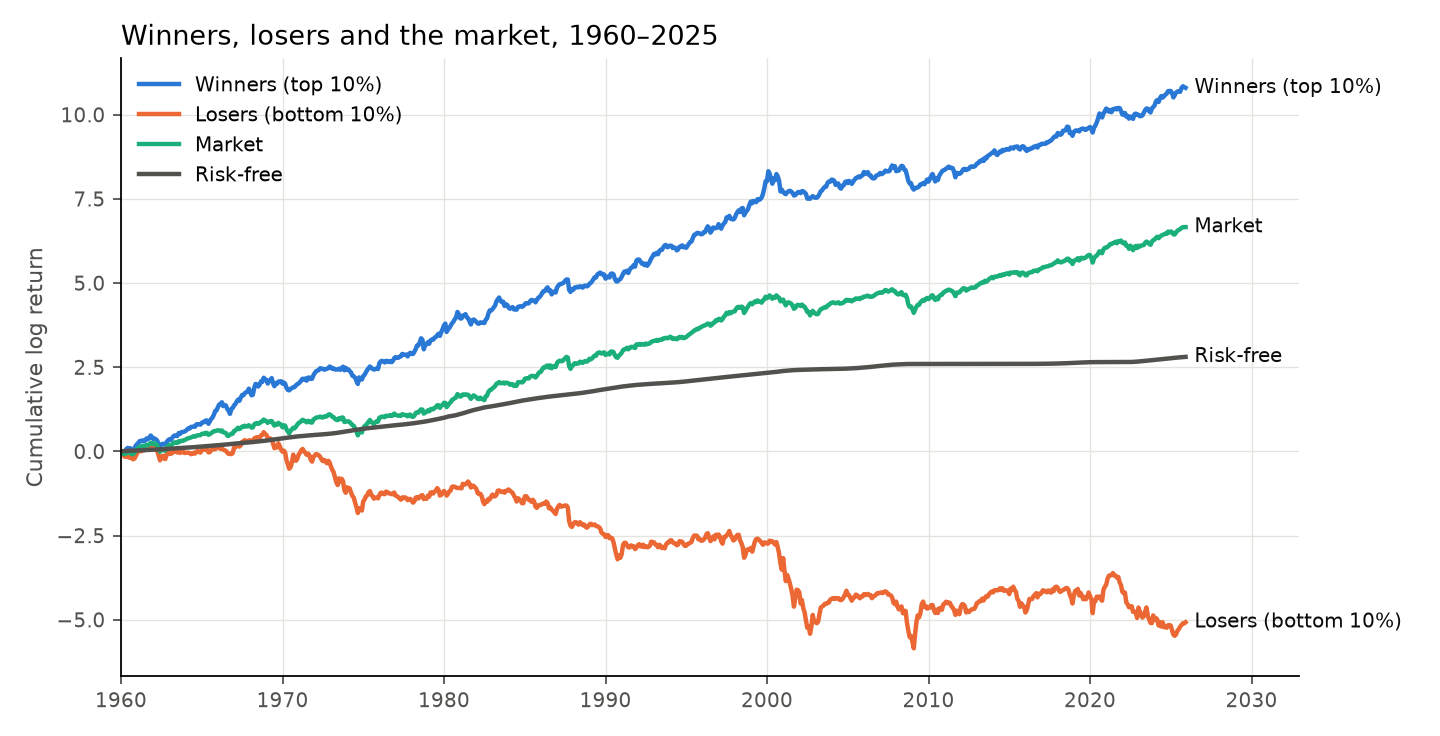 Winners, losers and the market, 1960–2025
Winners (top 10%)
Losers (bottom 10%)
Market
Risk-free
Cumulative log return
10.0
7.5
5.0
2.5
0.0
−2.5
−5.0
Winners (top 10%)
Market
Risk-free
Losers (bottom 10%)
1960
1970
1980
1990
2000
2010
2020
2030